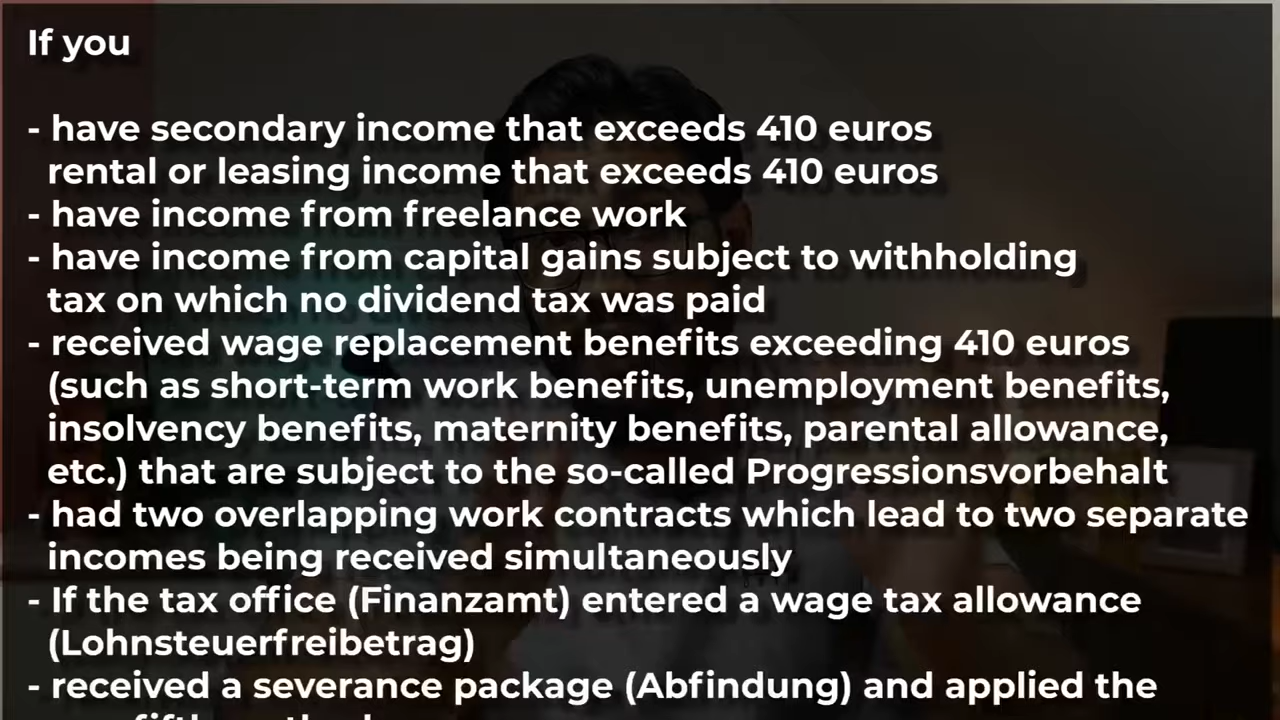 If you
- have secondary income that exceeds 410 euros
rental or leasing income that exceeds 410 euros
- have income from freelance work
- have income from capital gains subject to withholding
tax on which no dividend tax was paid
- received wage replacement benefits exceeding 410 euros
(such as short-term work benefits, unemployment benefits,
insolvency benefits, maternity benefits, parental allowance,
etc.) that are subject to the so-called Progressionsvorbehalt
- had two overlapping work contracts which lead to two separate
incomes being received simultaneously
- If the tax office (Finanzamt) entered a wage tax allowance
(Lohnsteuerfreibetrag)
- received a severance package (Abfindung) and applied the